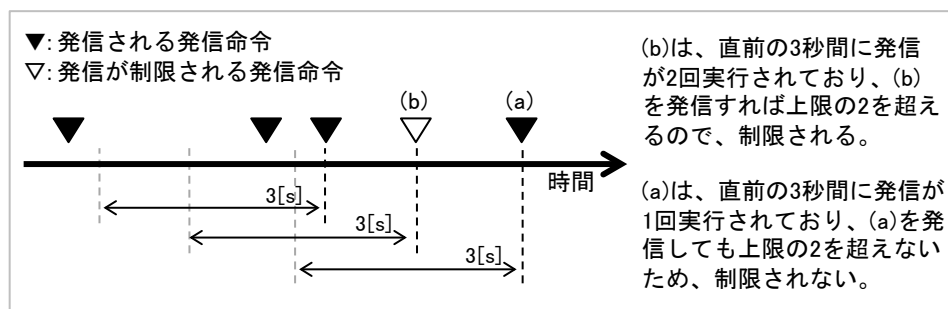 ▼: 発信される発信命令
▽: 発信が制限される発信命令
(b)
(a)
時間
3[s]
3[s]
3[s]
(b)は、直前の3秒間に発信
が2回実行されており、(b)
を発信すれば上限の2を超え
るので、制限される。
(a)は、直前の3秒間に発信が
1回実行されており、(a)を発
信しても上限の2を超えない
ため、制限されない。